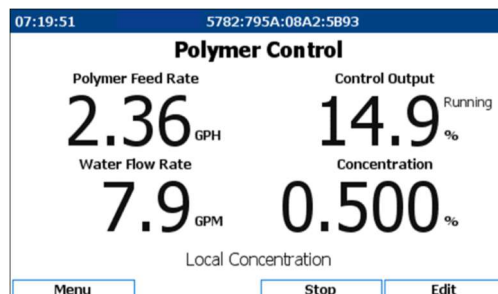 07:19:51 5782:795A:08A2:5B93
Polymer Control
Polymer Feed Rate Control Output
2.36 GPH 14.9 % Running
Water Flow Rate Concentration
7.9 GPM 0.500 %
Local Concentration
Menu Stop Edit